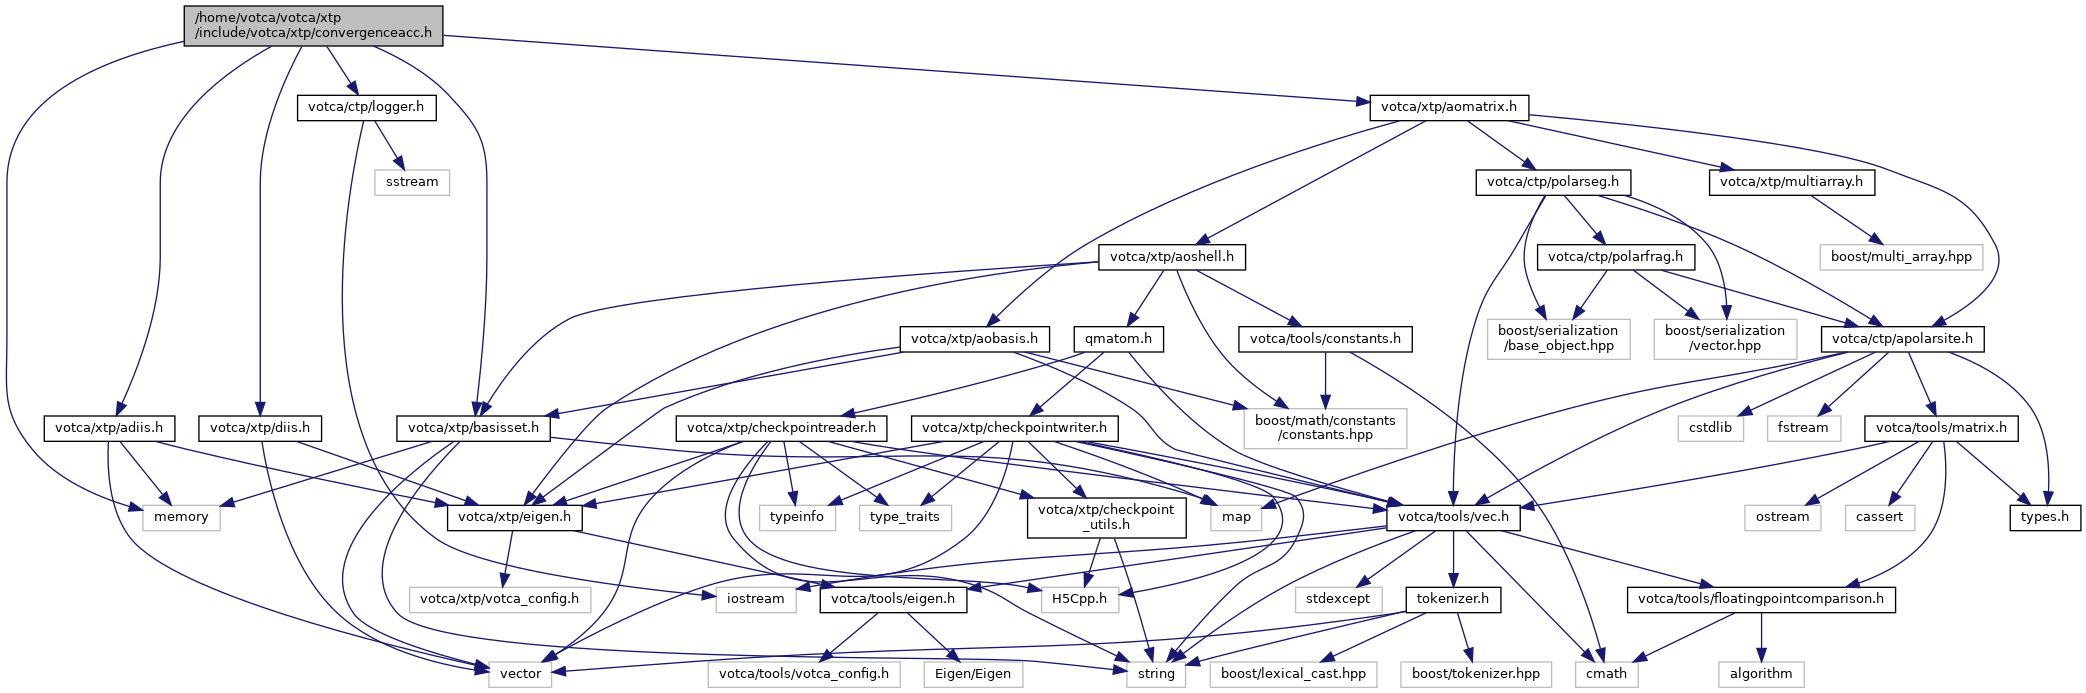 /home/votca/votca/xtp
/include/votca/xtp/convergenceacc.h
votca/ctp/logger.h
votca/xtp/aomatrix.h
sstream
votca/ctp/polarseg.h
votca/xtp/multiarray.h
votca/xtp/aoshell.h
votca/ctp/polarfrag.h
boost/multi_array.hpp
votca/xtp/aobasis.h
qmatom.h
votca/tools/constants.h
boost/serialization
/base_object.hpp
boost/serialization
/vector.hpp
votca/ctp/apolarsite.h
votca/xtp/adiis.h
votca/xtp/diis.h
votca/xtp/basisset.h
votca/xtp/checkpointreader.h
votca/xtp/checkpointwriter.h
boost/math/constants
/constants.hpp
cstdlib
fstream
votca/tools/matrix.h
memory
votca/xtp/eigen.h
typeinfo
type_traits
votca/xtp/checkpoint
_utils.h
map
votca/tools/vec.h
ostream
cassert
types.h
votca/xtp/votca_config.h
iostream
votca/tools/eigen.h
H5Cpp.h
stdexcept
tokenizer.h
votca/tools/floatingpointcomparison.h
vector
votca/tools/votca_config.h
Eigen/Eigen
string
boost/lexical_cast.hpp
boost/tokenizer.hpp
cmath
algorithm